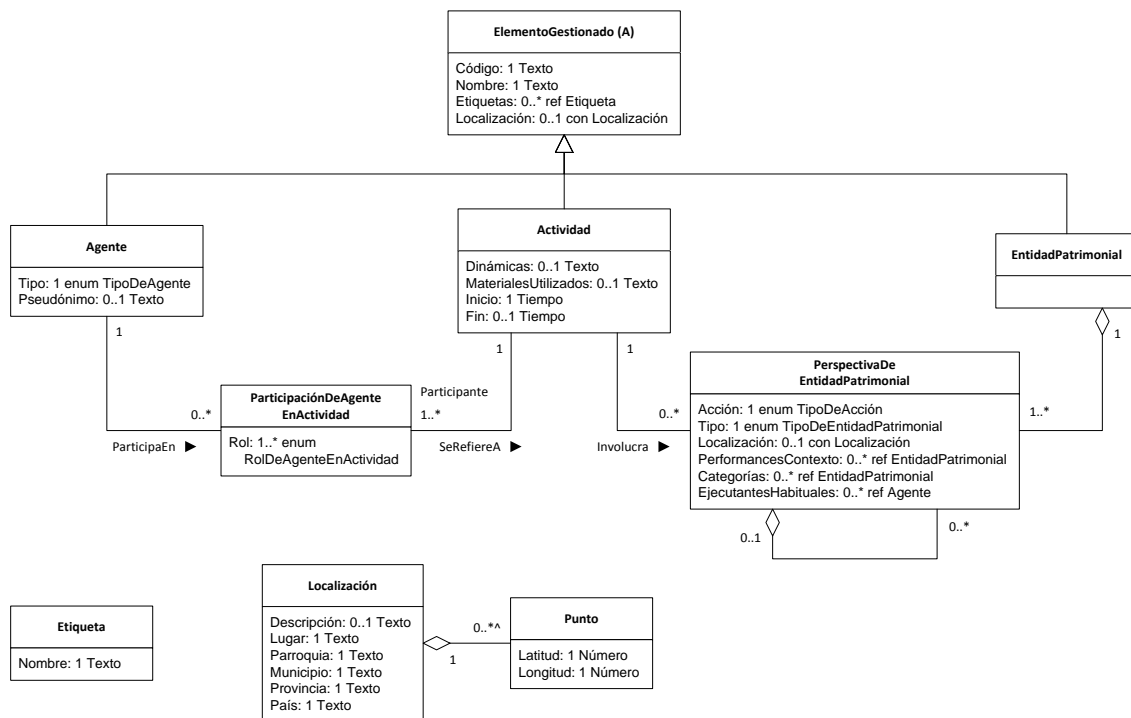 ElementoGestionado (A)
Código: 1 Texto
Nombre: 1 Texto
Etiquetas: 0..* ref Etiqueta
Localización: 0..1 con Localización
Agente
Tipo: 1 enum TipoDeAgente
Pseudónimo: 0..1 Texto
Actividad
Dinámicas: 0..1 Texto
MaterialesUtilizados: 0..1 Texto
Inicio: 1 Tiempo
Fin: 0..1 Tiempo
EntidadPatrimonial
1
1
1
1
ParticipaciónDeAgente
EnActividad
Rol: 1..* enum
RolDeAgenteEnActividad
0..*
ParticipaEn ►
Participante
1..*
SeRefiereA ►
0..*
Involucra ►
PerspectivaDe
EntidadPatrimonial
Acción: 1 enum TipoDeAcción
Tipo: 1 enum TipoDeEntidadPatrimonial
Localización: 0..1 con Localización
PerformancesContexto: 0..* ref EntidadPatrimonial
Categorías: 0..* ref EntidadPatrimonial
EjecutantesHabituales: 0..* ref Agente
1..*
0..1
0..*
Etiqueta
Nombre: 1 Texto
Localización
Descripción: 0..1 Texto
Lugar: 1 Texto
Parroquia: 1 Texto
Municipio: 1 Texto
Provincia: 1 Texto
País: 1 Texto
0..*^
1
Punto
Latitud: 1 Número
Longitud: 1 Número